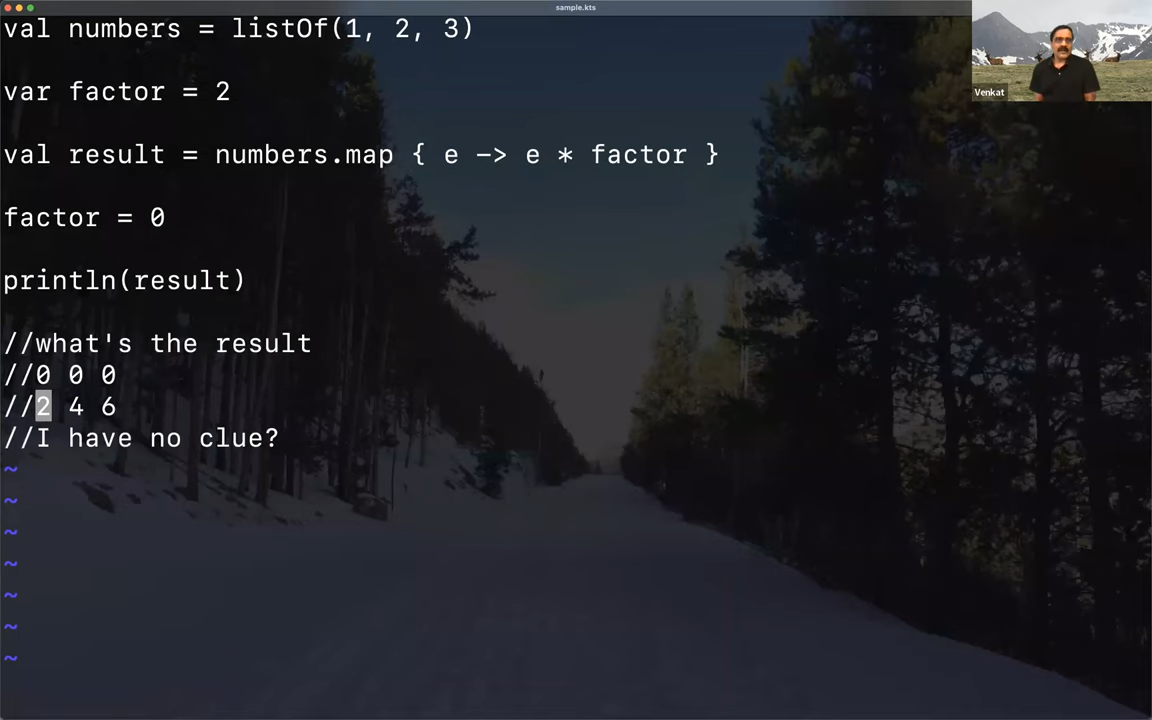 sample.kts
val numbers = listOf(1, 2, 3)
Venkat
var factor = 2
val result = numbers.map { e -> e * factor }
factor = 0
println(result)
//what's the result
//0 0 0
//2 4 6
//I have no clue?
~
~
~
~
~
~
~